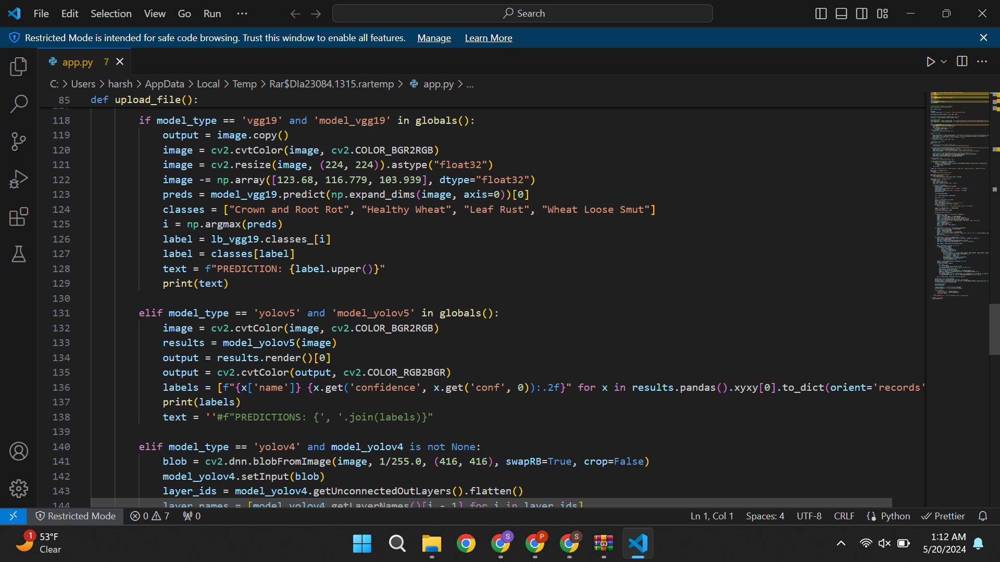 File Edit Selection View Go Run ··· Search
Restricted Mode is intended for safe code browsing. Trust this window to enable all features. Manage Learn More
app.py 7
C: > Users > harsh > AppData > Local > Temp > Rar$DIa23084.1315.rartemp > app.py > ...
85 def upload_file():
118 if model_type == 'vgg19' and 'model_vgg19' in globals():
119 output = image.copy()
120 image = cv2.cvtColor(image, cv2.COLOR_BGR2RGB)
121 image = cv2.resize(image, (224, 224)).astype("float32")
122 image -= np.array([123.68, 116.779, 103.939], dtype="float32")
123 preds = model_vgg19.predict(np.expand_dims(image, axis=0))[0]
124 classes = ["Crown and Root Rot", "Healthy Wheat", "Leaf Rust", "Wheat Loose Smut"]
125 i = np.argmax(preds)
126 label = lb_vgg19.classes_[i]
127 label = classes[label]
128 text = f"PREDICTION: {label.upper()}"
129 print(text)
130
131 elif model_type == 'yolov5' and 'model_yolov5' in globals():
132 image = cv2.cvtColor(image, cv2.COLOR_BGR2RGB)
133 results = model_yolov5(image)
134 output = results.render()[0]
135 output = cv2.cvtColor(output, cv2.COLOR_RGB2BGR)
136 labels = [f"{x['name']} {x.get('confidence', x.get('conf', 0)):.2f}" for x in results.pandas().xyxy[0].to_dict(orient='records'
137 print(labels)
138 text = ''#f"PREDICTIONS: {', '.join(labels)}"
139
140 elif model_type == 'yolov4' and model_yolov4 is not None:
141 blob = cv2.dnn.blobFromImage(image, 1/255.0, (416, 416), swapRB=True, crop=False)
142 model_yolov4.setInput(blob)
143 layer_ids = model_yolov4.getUnconnectedOutLayers().flatten()
144 layer_names = [model_yolov4.getLayerNames()[i - 1] for i in layer_ids]
Restricted Mode 0 7 0 Ln 1, Col 1 Spaces: 4 UTF-8 CRLF Python Prettier
1 53°F
Clear
S P S
1:12 AM
5/20/2024